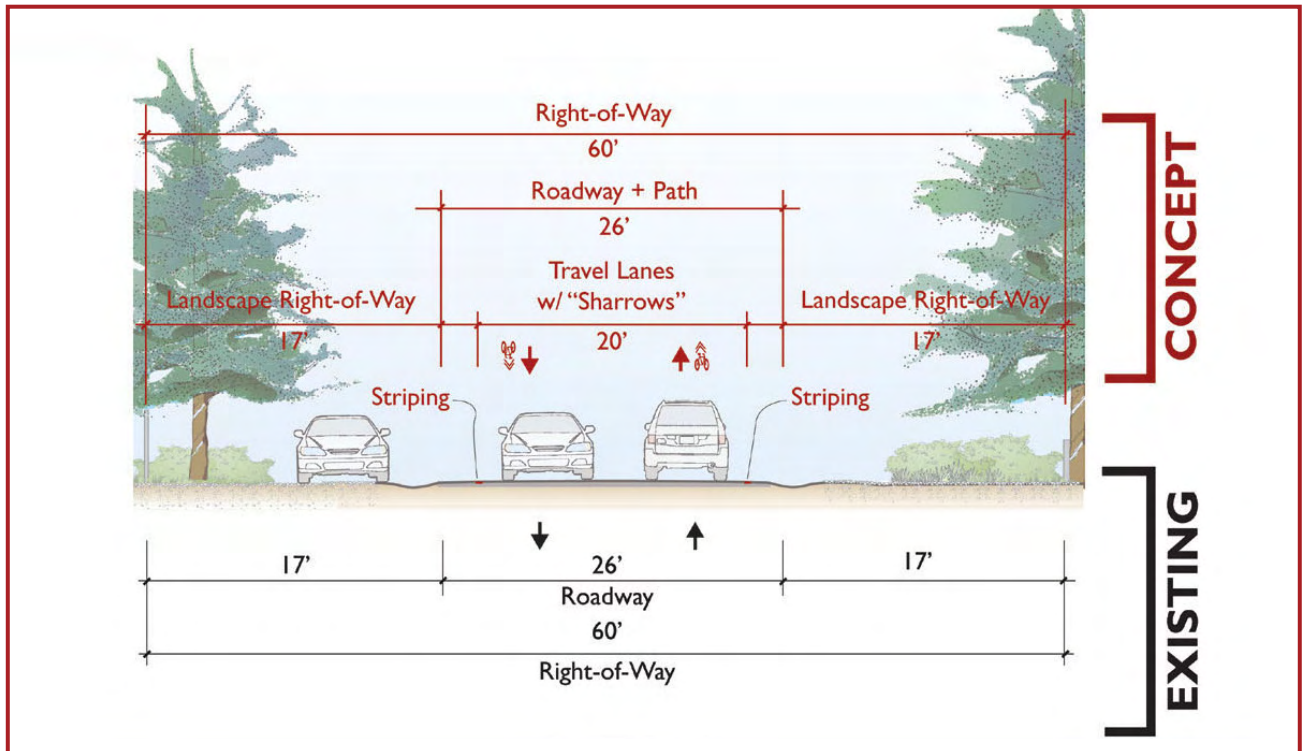 Right-of-Way
60’
Roadway + Path
26’
Travel Lanes
w/ “Sharrows”
20’
Landscape Right-of-Way
17’
Landscape Right-of-Way
17’
Striping
Striping
CONCEPT
17’
26’
17’
Roadway
60’
Right-of-Way
EXISTING